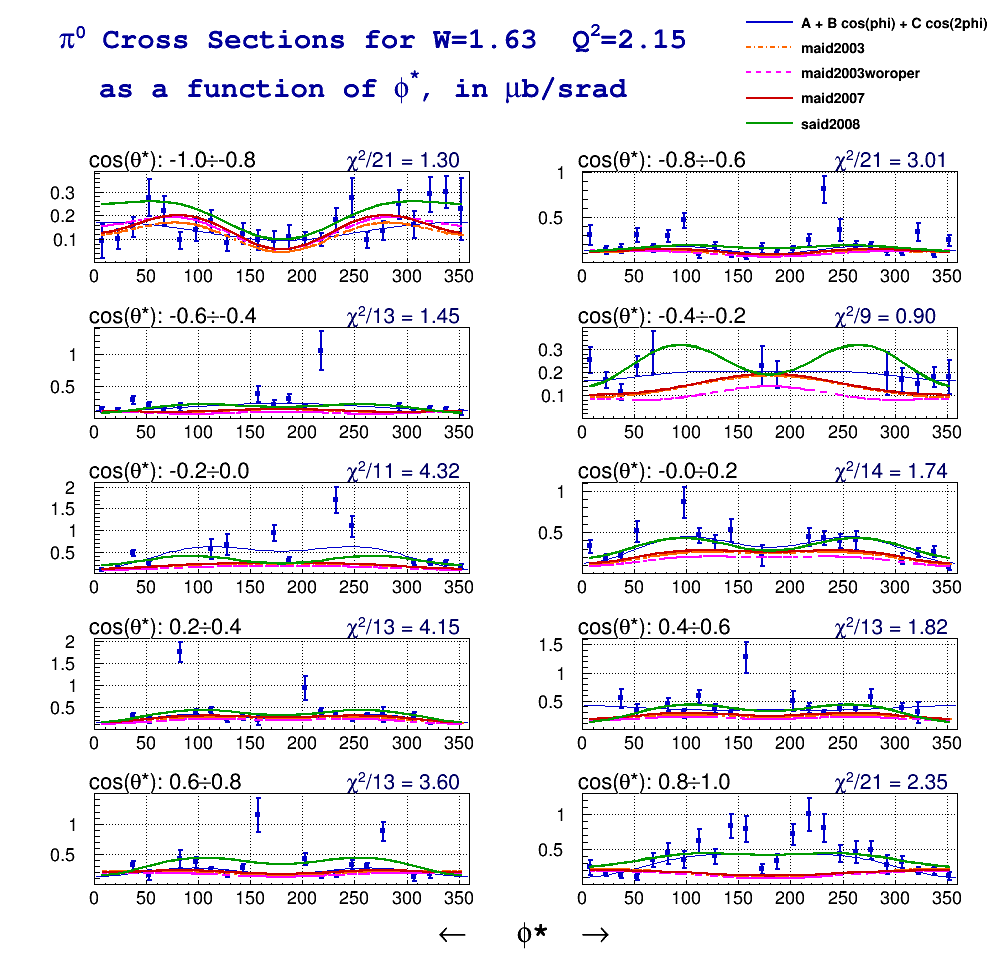 π⁰ Cross Sections for W=1.63 Q²=2.15
as a function of ϕ*, in μb/srad
A + B cos(phi) + C cos(2phi)
maid2003
maid2003woroper
maid2007
said2008
cos(θ*): -1.0÷-0.8 χ²/21 = 1.30
0.3
0.2
0.1
0 50 100 150 200 250 300 350
cos(θ*): -0.8÷-0.6 χ²/21 = 3.01
1
0.5
0 50 100 150 200 250 300 350
cos(θ*): -0.6÷-0.4 χ²/13 = 1.45
1
0.5
0 50 100 150 200 250 300 350
cos(θ*): -0.4÷-0.2 χ²/9 = 0.90
0.3
0.2
0.1
0 50 100 150 200 250 300 350
cos(θ*): -0.2÷0.0 χ²/11 = 4.32
2
1.5
1
0.5
0 50 100 150 200 250 300 350
cos(θ*): -0.0÷0.2 χ²/14 = 1.74
1
0.5
0 50 100 150 200 250 300 350
cos(θ*): 0.2÷0.4 χ²/13 = 4.15
2
1.5
1
0.5
0 50 100 150 200 250 300 350
cos(θ*): 0.4÷0.6 χ²/13 = 1.82
1.5
1
0.5
0 50 100 150 200 250 300 350
cos(θ*): 0.6÷0.8 χ²/13 = 3.60
1
0.5
0 50 100 150 200 250 300 350
cos(θ*): 0.8÷1.0 χ²/21 = 2.35
1
0.5
0 50 100 150 200 250 300 350
← ϕ* →